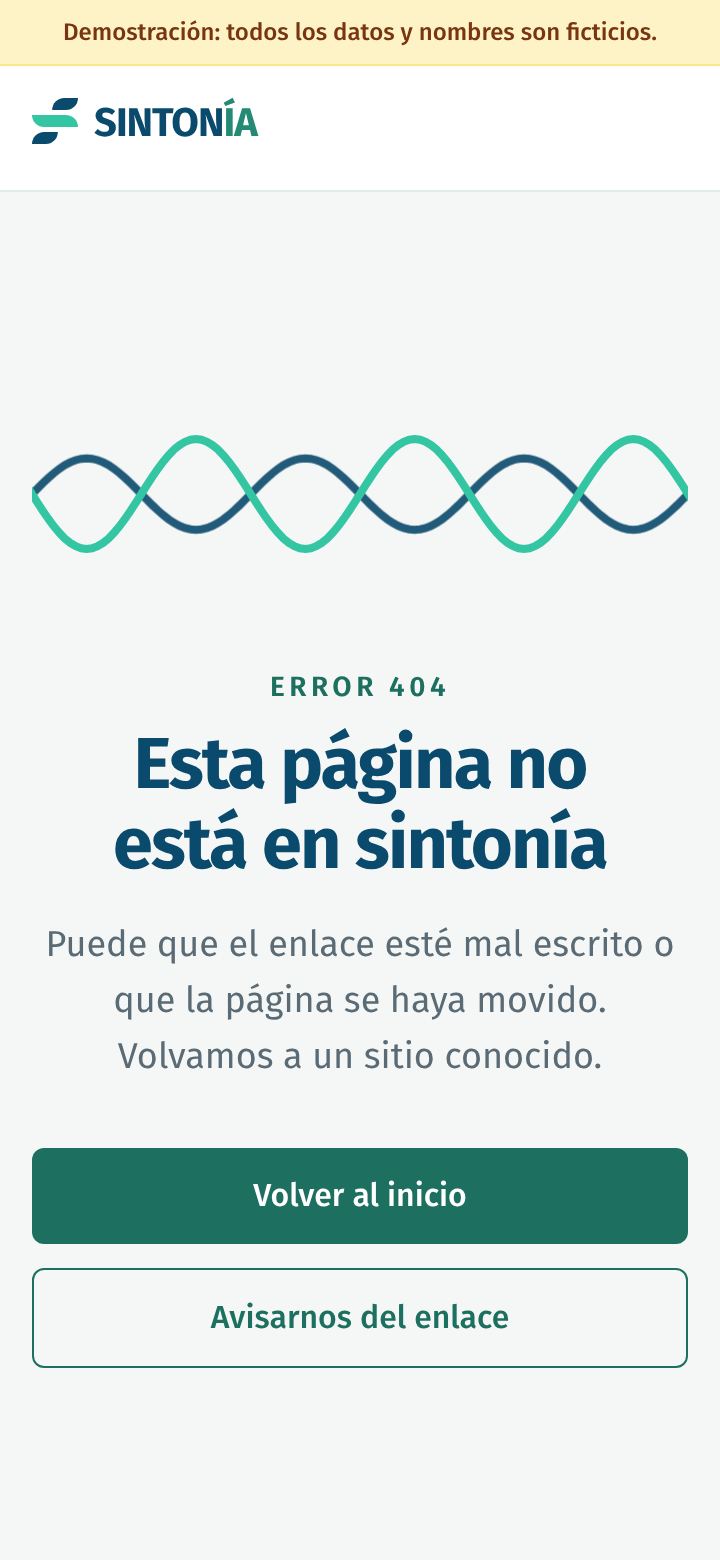 Demostración: todos los datos y nombres son ficticios.
SINTONÍA
ERROR 404
Esta página no
está en sintonía
Puede que el enlace esté mal escrito o
que la página se haya movido.
Volvamos a un sitio conocido.
Volver al inicio
Avisarnos del enlace